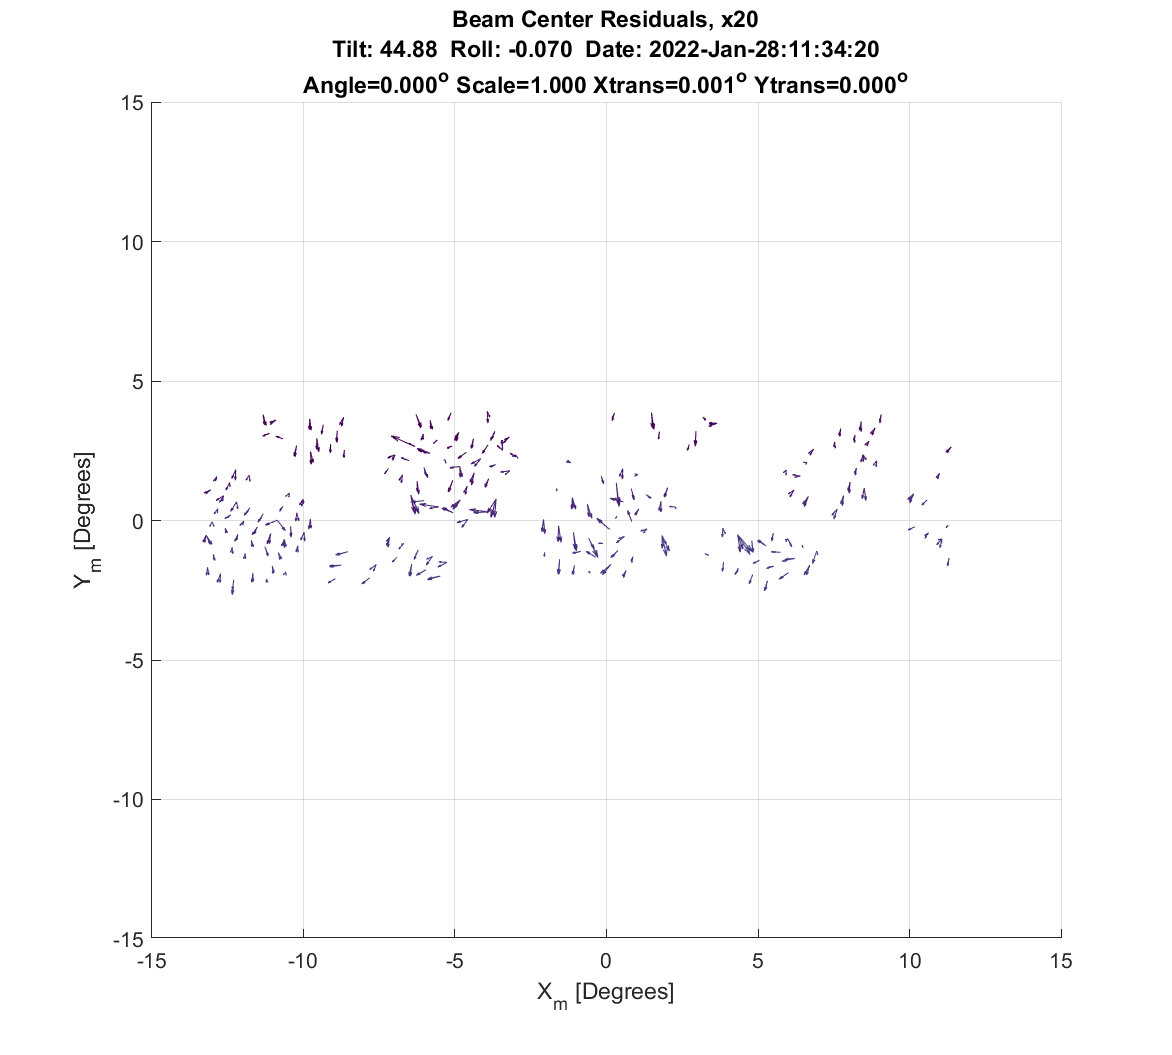 Beam Center Residuals, x20
Tilt: 44.88 Roll: -0.070 Date: 2022-Jan-28:11:34:20
Angle=0.000° Scale=1.000 Xtrans=0.001° Ytrans=0.000°
15
10
5
0
-5
-10
-15
Y_m [Degrees]
-15 -10 -5 0 5 10 15
X_m [Degrees]